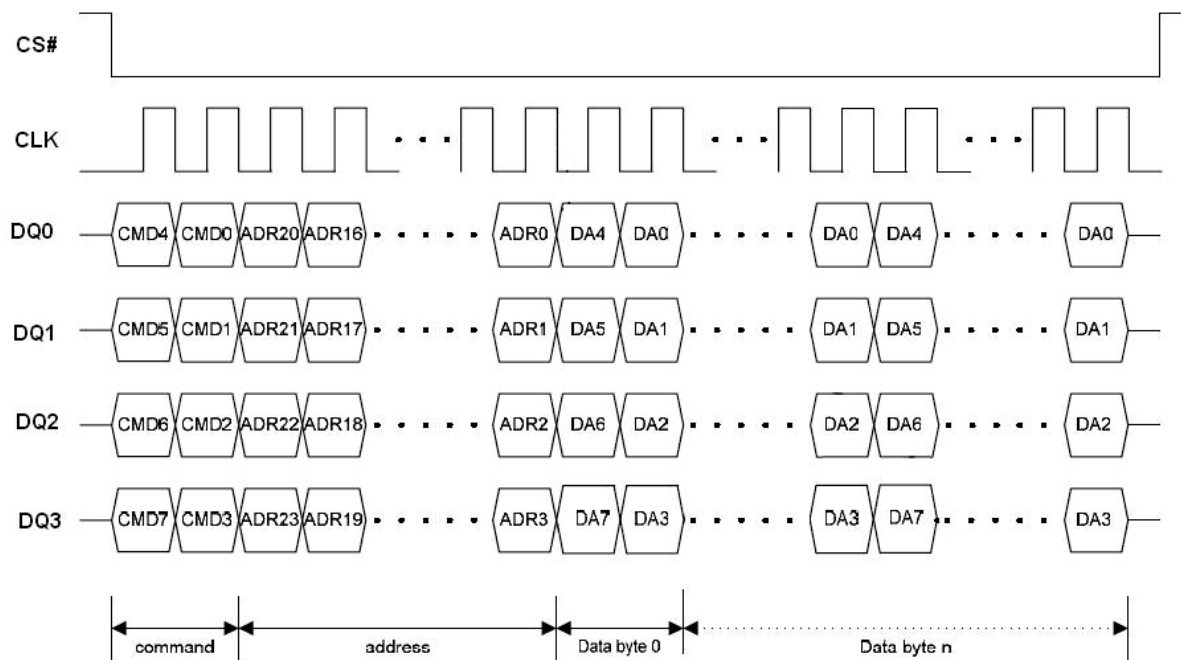 CS#
CLK
DQ0 CMD4 CMD0 ADR20 ADR16 ADR0 DA4 DA0 DA0 DA4 DA0
DQ1 CMD5 CMD1 ADR21 ADR17 ADR1 DA5 DA1 DA1 DA5 DA1
DQ2 CMD6 CMD2 ADR22 ADR18 ADR2 DA6 DA2 DA2 DA6 DA2
DQ3 CMD7 CMD3 ADR23 ADR19 ADR3 DA7 DA3 DA3 DA7 DA3
command address Data byte 0 Data byte n